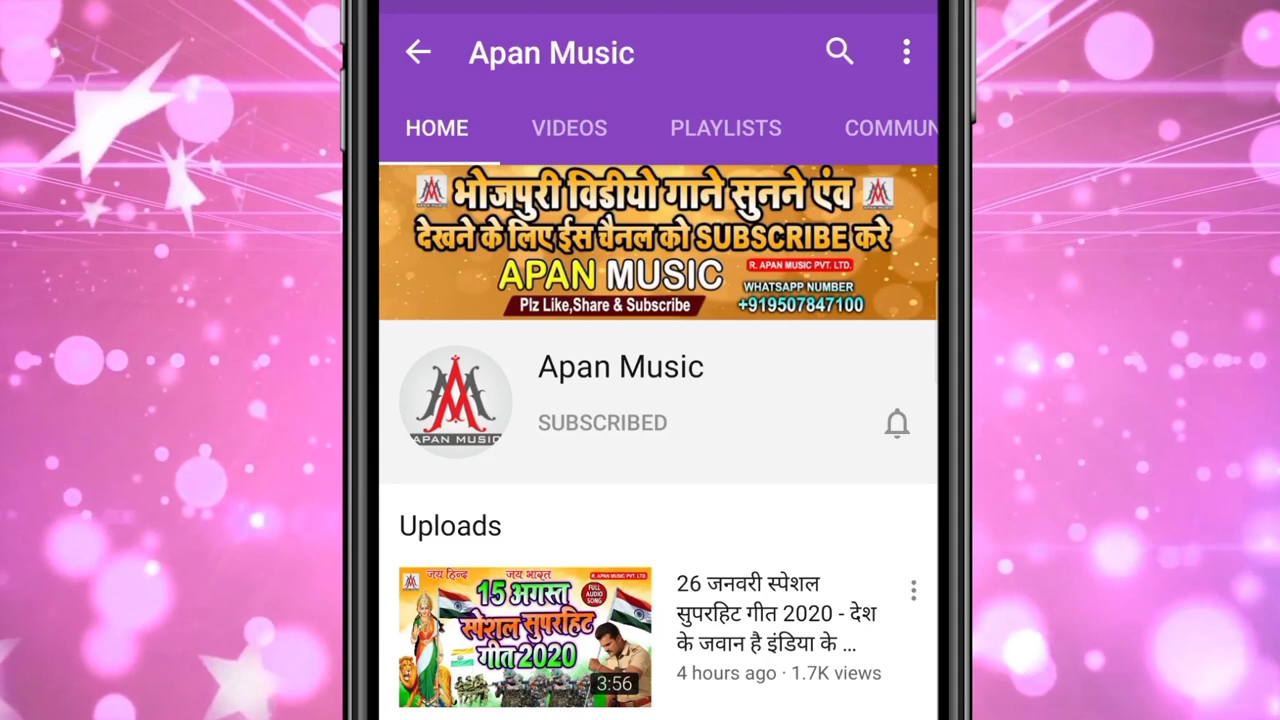 Apan Music
HOME VIDEOS PLAYLISTS COMMUN
भोजपुरी विडीयो गाने सुनने एंव
देखने के लिए ईस चैनल को SUBSCRIBE करे
APAN MUSIC
R. APAN MUSIC PVT. LTD.
WHATSAPP NUMBER
Plz Like,Share & Subscribe
+919507847100
Apan Music
SUBSCRIBED
APAN MUSIC
Uploads
जय हिन्द जय भारत
R. APAN MUSIC PVT. LTD
15 अगस्त
FULL
AUDIO
SONG
स्पेशल सुपरहिट
गीत 2020
3:56
26 जनवरी स्पेशल
सुपरहिट गीत 2020 - देश
के जवान है इंडिया के ...
4 hours ago · 1.7K views